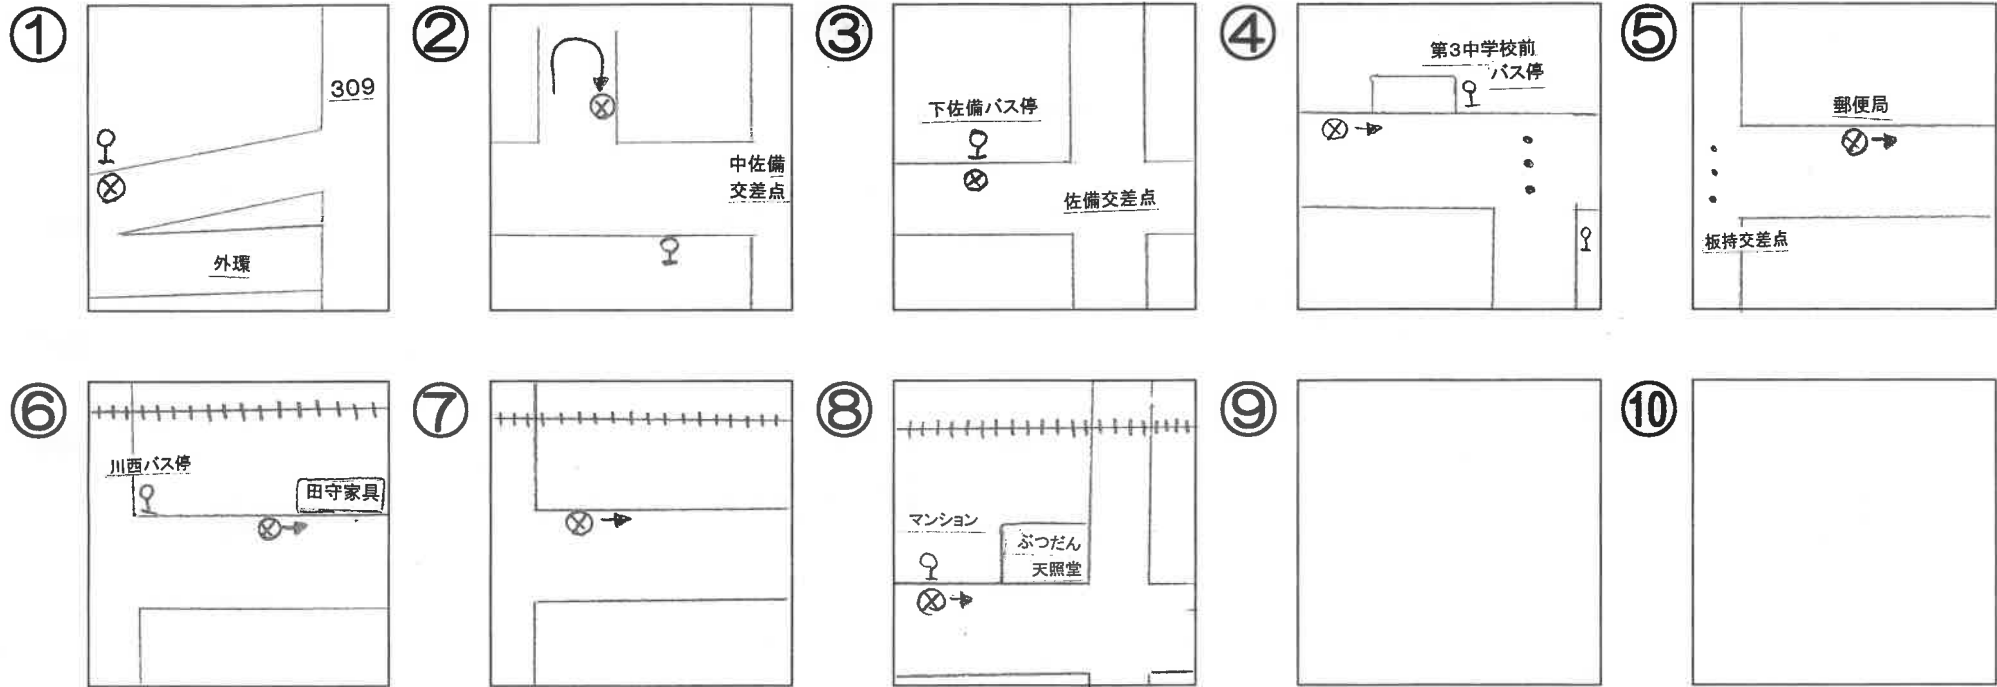 ①
309
外環
②
中佐備
交差点
③
下佐備バス停
佐備交差点
④
第3中学校前
バス停
⑤
郵便局
板持交差点
⑥
川西バス停
田守家具
⑦
⑧
マンション
ぶつだん
天照堂
⑨
⑩